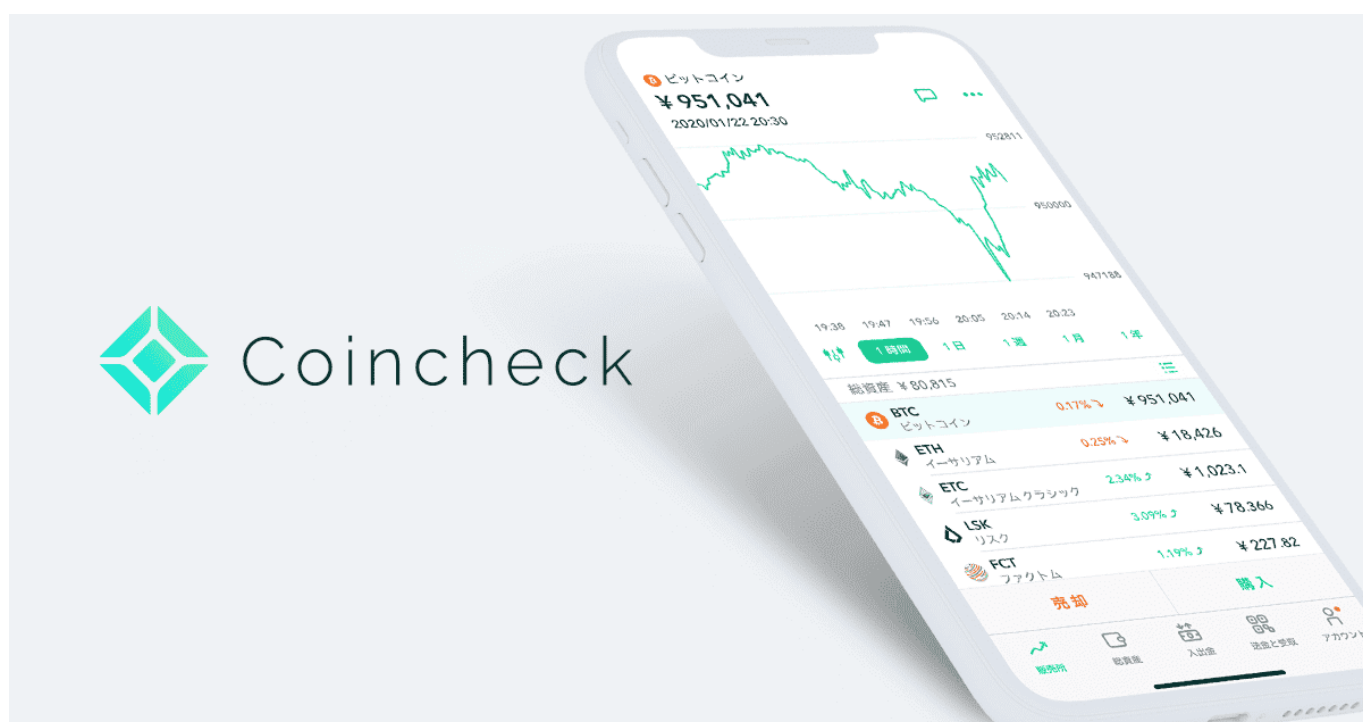 Coincheck
ビットコイン
¥ 951,041
2020/01/22 20:30
952811
950000
947188
19:38 19:47 19:56 20:05 20:14 20:23
1時間 1日 1週 1月 1年
総資産 ¥ 80,815
BTC 0.17% ¥ 951,041
ビットコイン
ETH 0.25% ¥ 18,426
イーサリアム
ETC 2.34% ¥ 1,023.1
イーサリアムクラシック
LSK 3.09% ¥ 78.366
リスク
FCT 1.19% ¥ 227.82
ファクトム
売却 購入
販売所 総資産 入出金 送金と受取 アカウント